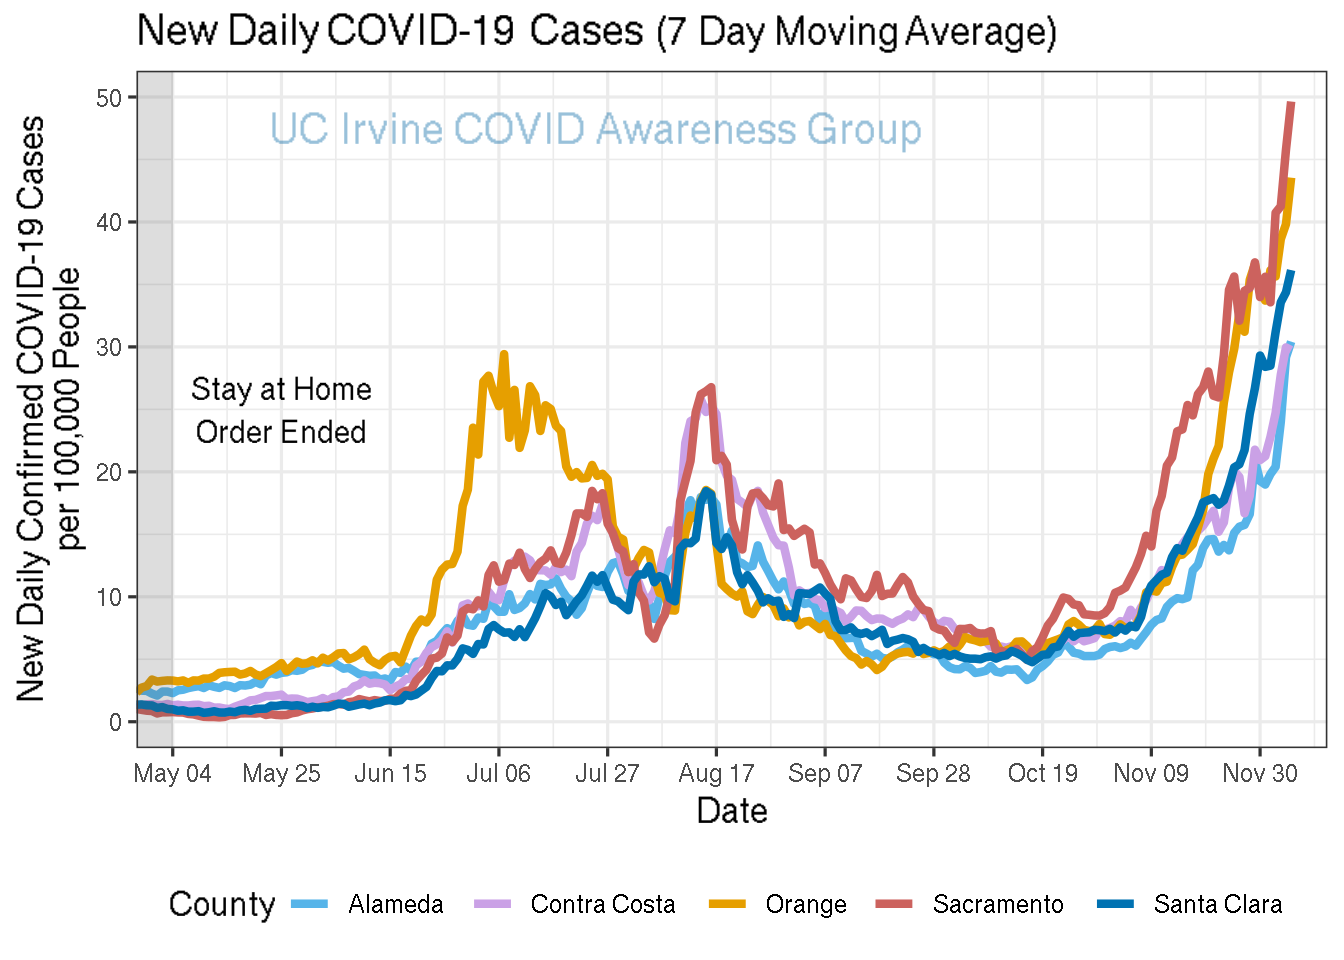 New Daily COVID-19 Cases (7 Day Moving Average)
UC Irvine COVID Awareness Group
New Daily Confirmed COVID-19 Cases
per 100,000 People
50
40
30
20
10
0
Stay at Home
Order Ended
May 04 May 25 Jun 15 Jul 06 Jul 27 Aug 17 Sep 07 Sep 28 Oct 19 Nov 09 Nov 30
Date
County Alameda Contra Costa Orange Sacramento Santa Clara